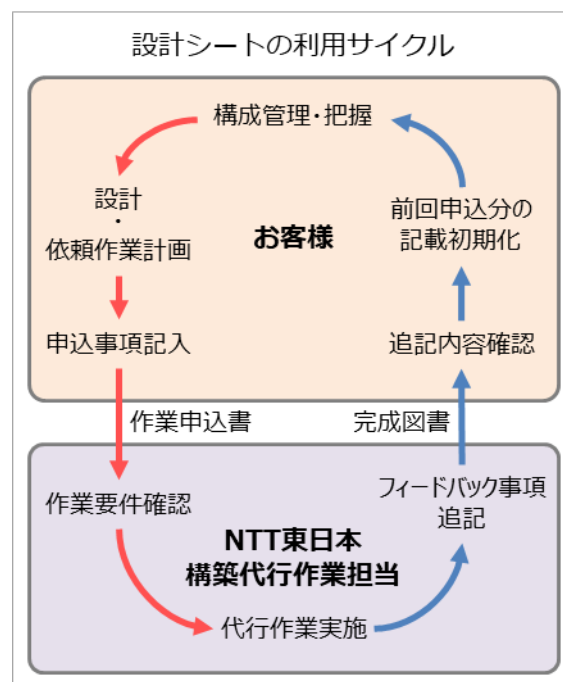 設計シートの利用サイクル
構成管理・把握
設計
・
依頼作業計画
お客様
前回申込分の
記載初期化
申込事項記入
追記内容確認
作業申込書
完成図書
作業要件確認
フィードバック事項
追記
NTT東日本
構築代行作業担当
代行作業実施